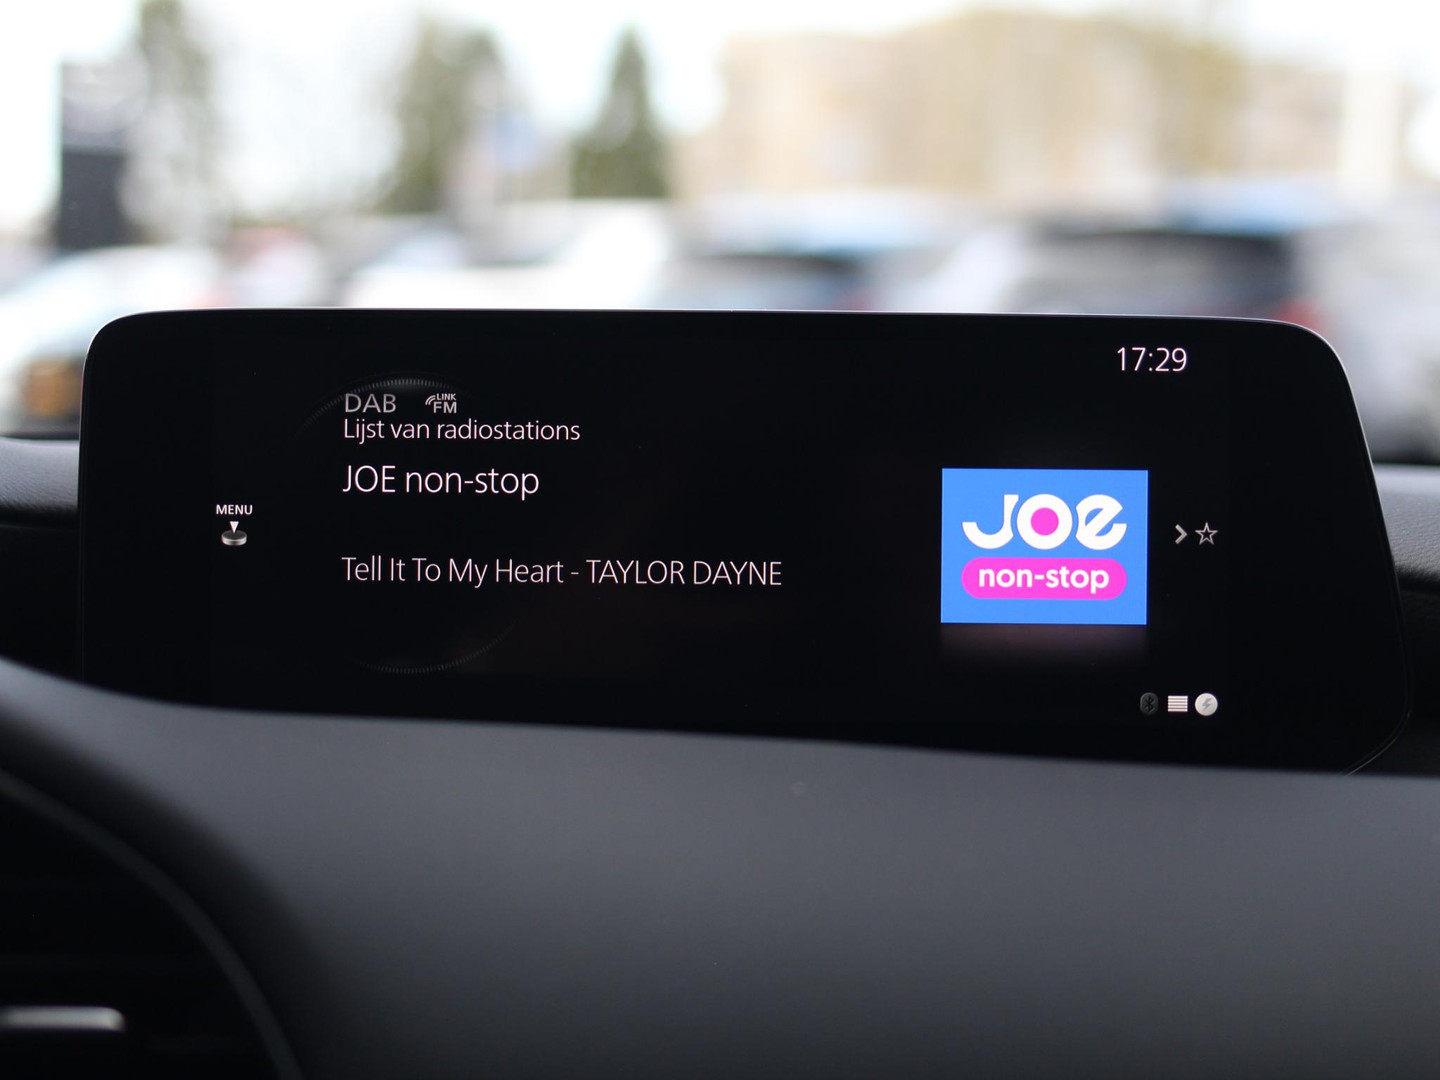 17:29
DAB LINK FM
Lijst van radiostations
JOE non-stop
MENU
Tell It To My Heart - TAYLOR DAYNE
JOe
non-stop